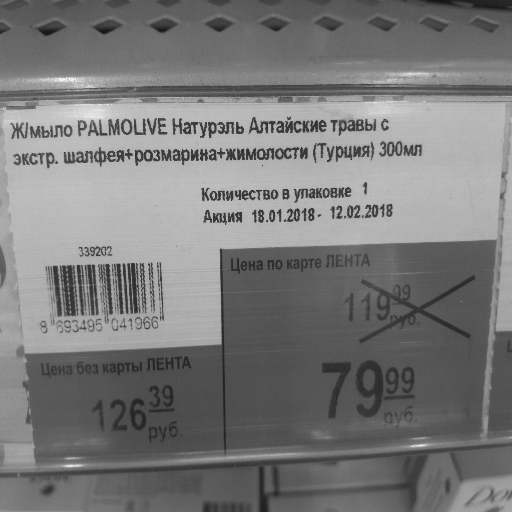 Ж/мыло PALMOLIVE Натурэль Алтайские травы с
экстр. шалфея+розмарина+жимолости (Турция) 300мл
Количество в упаковке 1
Акция 18.01.2018- 12.02.2018
339202
8 693495 041966
Цена по карте ЛЕНТА
119 99
руб.
79 99
руб.
Цена без карты ЛЕНТА
126 39
руб.